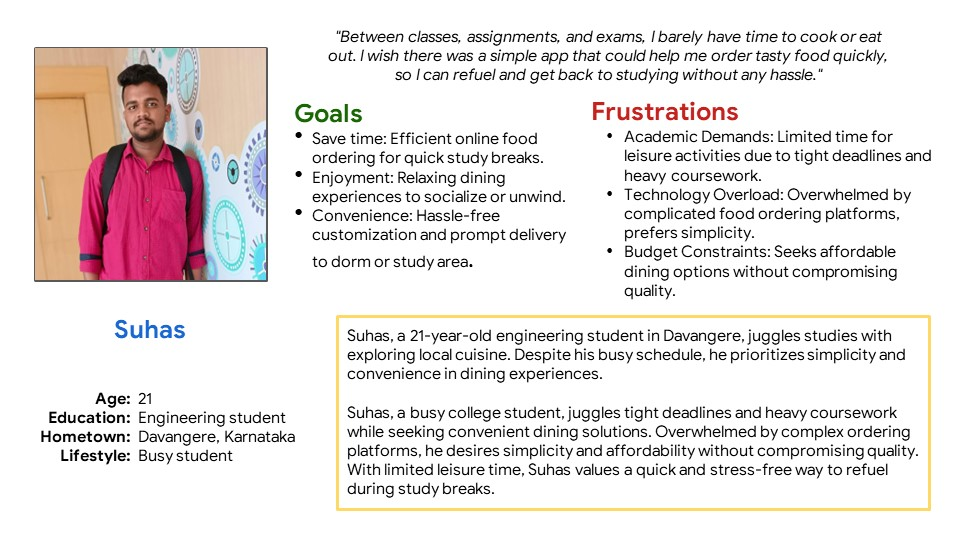 "Between classes, assignments, and exams, I barely have time to cook or eat
out. I wish there was a simple app that could help me order tasty food quickly,
so I can refuel and get back to studying without any hassle."
Goals
• Save time: Efficient online food
ordering for quick study breaks.
• Enjoyment: Relaxing dining
experiences to socialize or unwind.
• Convenience: Hassle-free
customization and prompt delivery
to dorm or study area.
Frustrations
• Academic Demands: Limited time for
leisure activities due to tight deadlines and
heavy coursework.
• Technology Overload: Overwhelmed by
complicated food ordering platforms,
prefers simplicity.
• Budget Constraints: Seeks affordable
dining options without compromising
quality.
Suhas
Age: 21
Education: Engineering student
Hometown: Davangere, Karnataka
Lifestyle: Busy student
Suhas, a 21-year-old engineering student in Davangere, juggles studies with
exploring local cuisine. Despite his busy schedule, he prioritizes simplicity and
convenience in dining experiences.
Suhas, a busy college student, juggles tight deadlines and heavy coursework
while seeking convenient dining solutions. Overwhelmed by complex ordering
platforms, he desires simplicity and affordability without compromising quality.
With limited leisure time, Suhas values a quick and stress-free way to refuel
during study breaks.